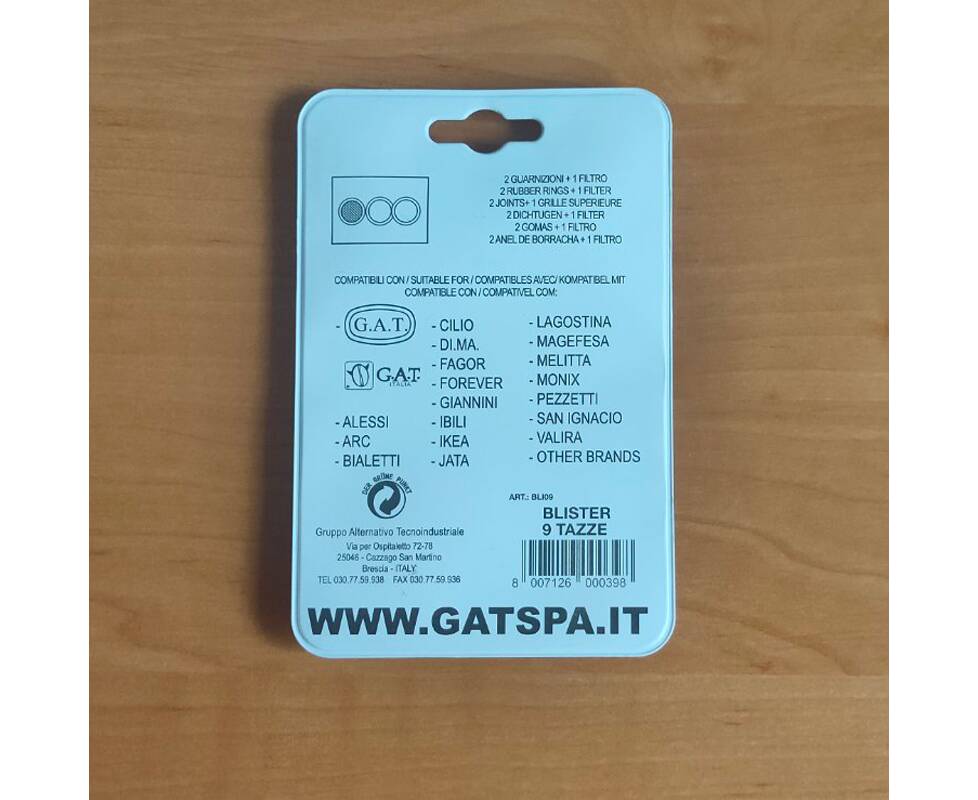 2 GUARNIZIONI + 1 FILTRO
2 RUBBER RINGS + 1 FILTER
2 JOINTS+ 1 GRILLE SUPERIEURE
2 DICHTUGEN + 1 FILTER
2 GOMAS + 1 FILTRO
2 ANEL DE BORRACHA + 1 FILTRO
COMPATIBILI CON / SUITABLE FOR / COMPATIBLES AVEC/ KOMPATIBEL MIT
COMPATIBLE CON / COMPATIVEL COM:
- G.A.T.
G.A.T.
ITALIA
- ALESSI
- ARC
- BIALETTI
- CILIO
- DI.MA.
- FAGOR
- FOREVER
- GIANNINI
- IBILI
- IKEA
- JATA
- LAGOSTINA
- MAGEFESA
- MELITTA
- MONIX
- PEZZETTI
- SAN IGNACIO
- VALIRA
- OTHER BRANDS
DER GRÜNE PUNKT
Gruppo Alternativo Tecnoindustriale
Via per Ospitaletto 72-78
25046 - Cazzago San Martino
Brescia - ITALY
TEL 030.77.59.938 FAX 030.77.59.936
ART.: BLI09
BLISTER
9 TAZZE
8 007126 000398
WWW.GATSPA.IT